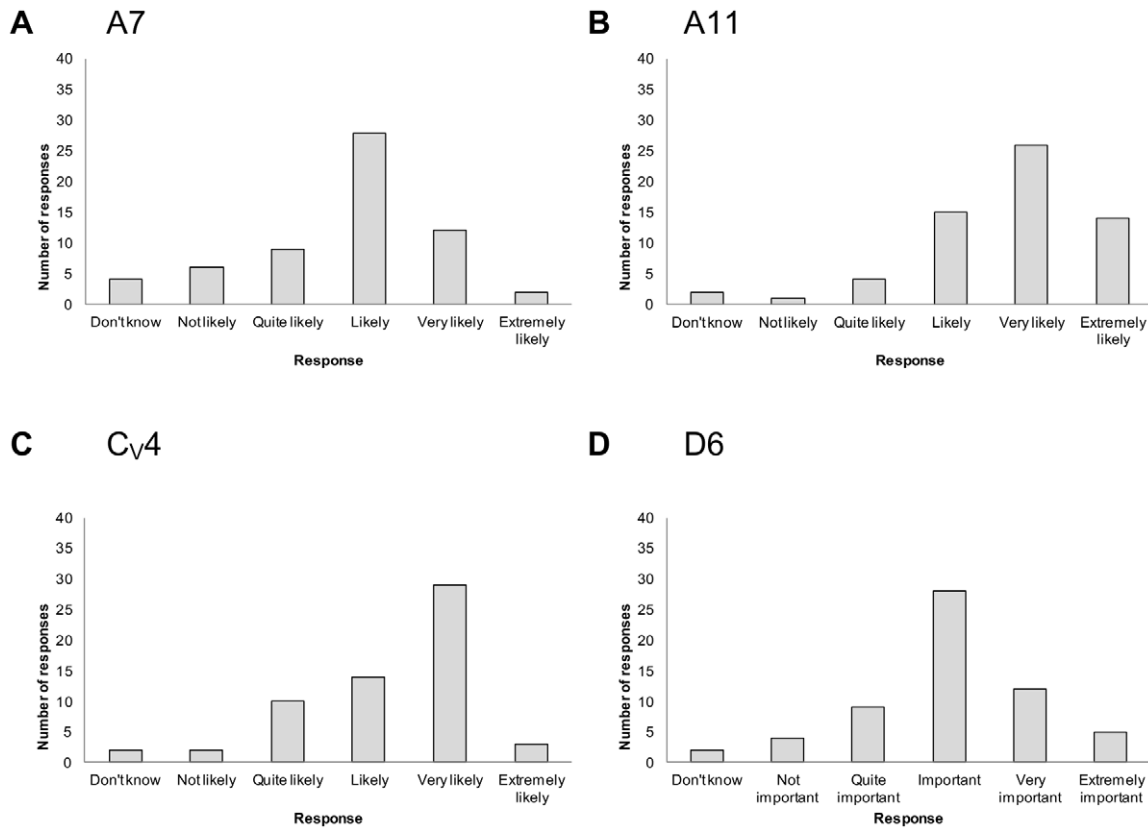 A A7
40
35
30
25
20
15
10
5
0
Number of responses
Don't know Not likely Quite likely Likely Very likely Extremely
likely
Response
B A11
40
35
30
25
20
15
10
5
0
Number of responses
Don't know Not likely Quite likely Likely Very likely Extremely
likely
Response
C CV4
40
35
30
25
20
15
10
5
0
Number of responses
Don't know Not likely Quite likely Likely Very likely Extremely
likely
Response
D D6
40
35
30
25
20
15
10
5
0
Number of responses
Don't know Not Quite Important Very Extremely
important important important important
Response